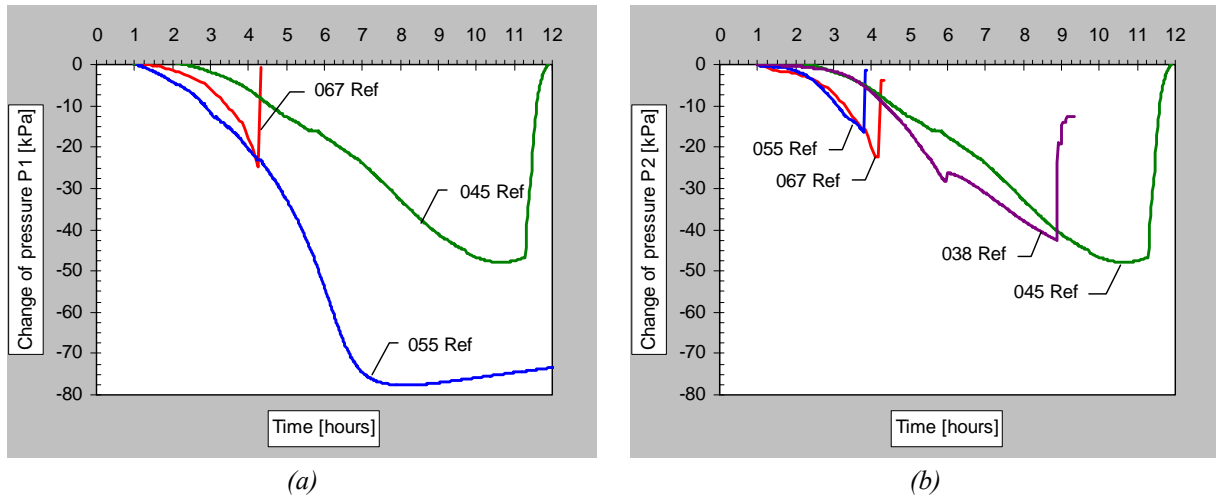 0 1 2 3 4 5 6 7 8 9 10 11 12
0
-10
-20
-30
-40
-50
-60
-70
-80
Change of pressure P1 [kPa]
067 Ref
045 Ref
055 Ref
Time [hours]
(a)
0 1 2 3 4 5 6 7 8 9 10 11 12
0
-10
-20
-30
-40
-50
-60
-70
-80
Change of pressure P2 [kPa]
055 Ref
067 Ref
038 Ref
045 Ref
Time [hours]
(b)